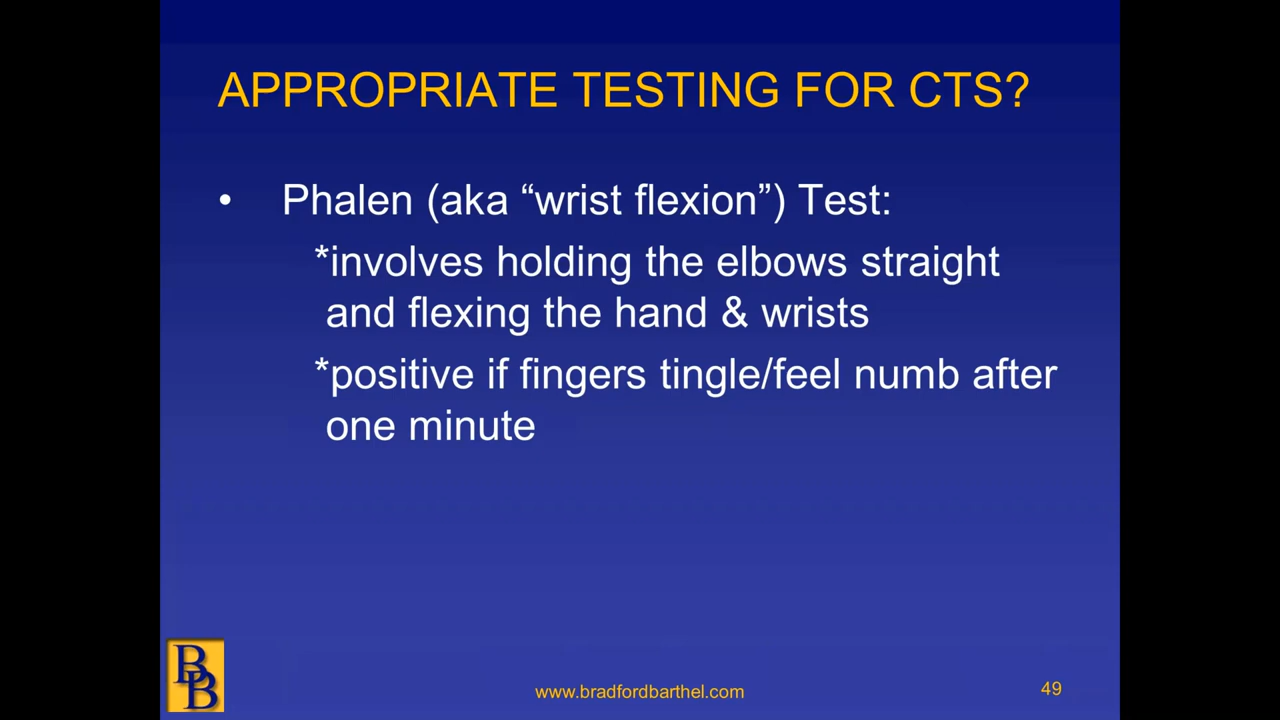 APPROPRIATE TESTING FOR CTS?
• Phalen (aka “wrist flexion”) Test:
*involves holding the elbows straight
and flexing the hand & wrists
*positive if fingers tingle/feel numb after
one minute
BB
www.bradfordbarthel.com
49